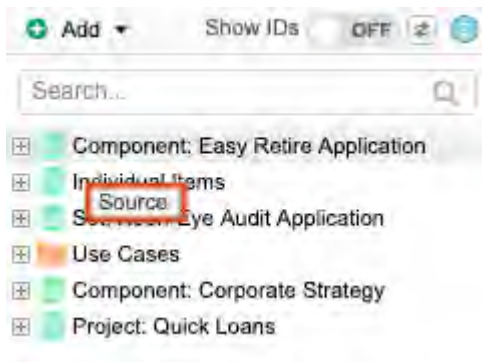 Add Show IDs OFF
Search...
Component: Easy Retire Application
Individual Items
Source
Eye Audit Application
Use Cases
Component: Corporate Strategy
Project: Quick Loans